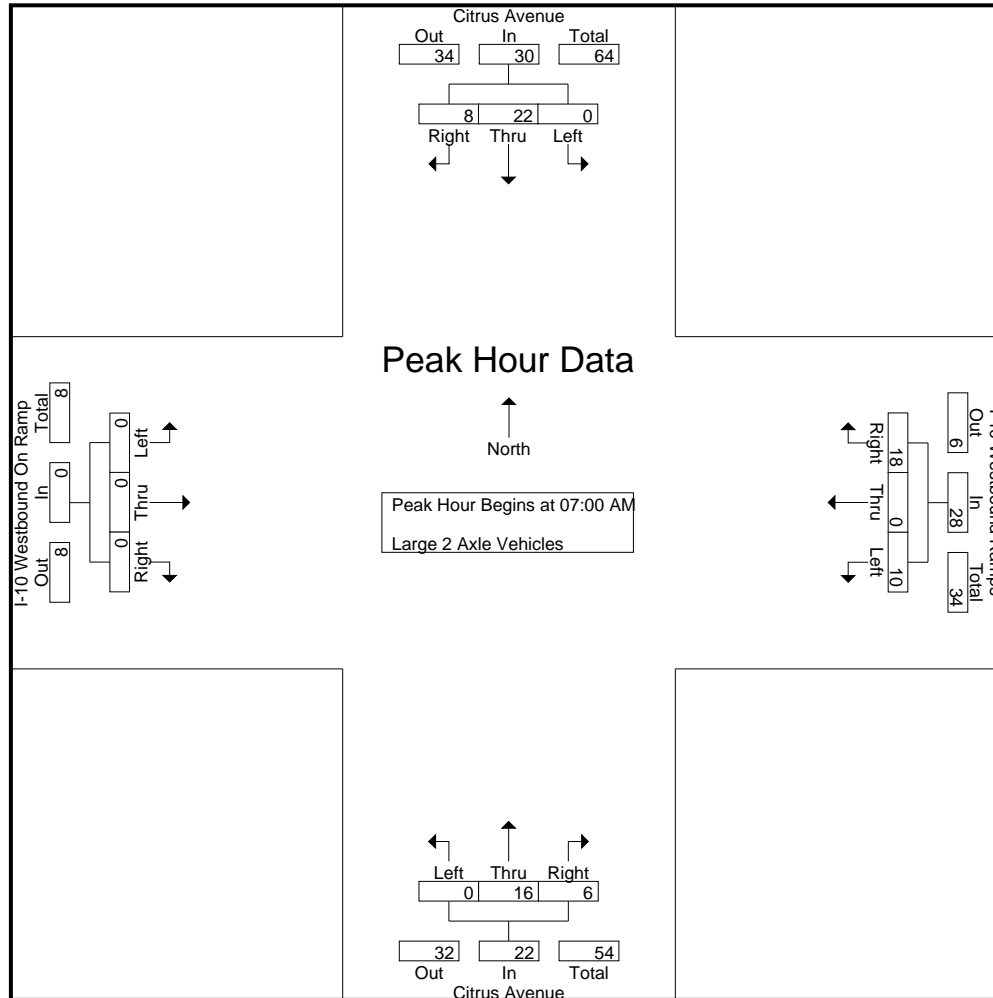 Citrus Avenue
Out In Total
34 30 64
8 22 0
Right Thru Left
Peak Hour Data
North
Peak Hour Begins at 07:00 AM
Large 2 Axle Vehicles
I-10 Westbound On Ramp
Total In Out
8 0 8
0 0 0
Left Thru Right
Right Thru Left
18 0 10
Out In Total
6 28 34
Left Thru Right
0 16 6
32 22 54
Out In Total
Citrus Avenue